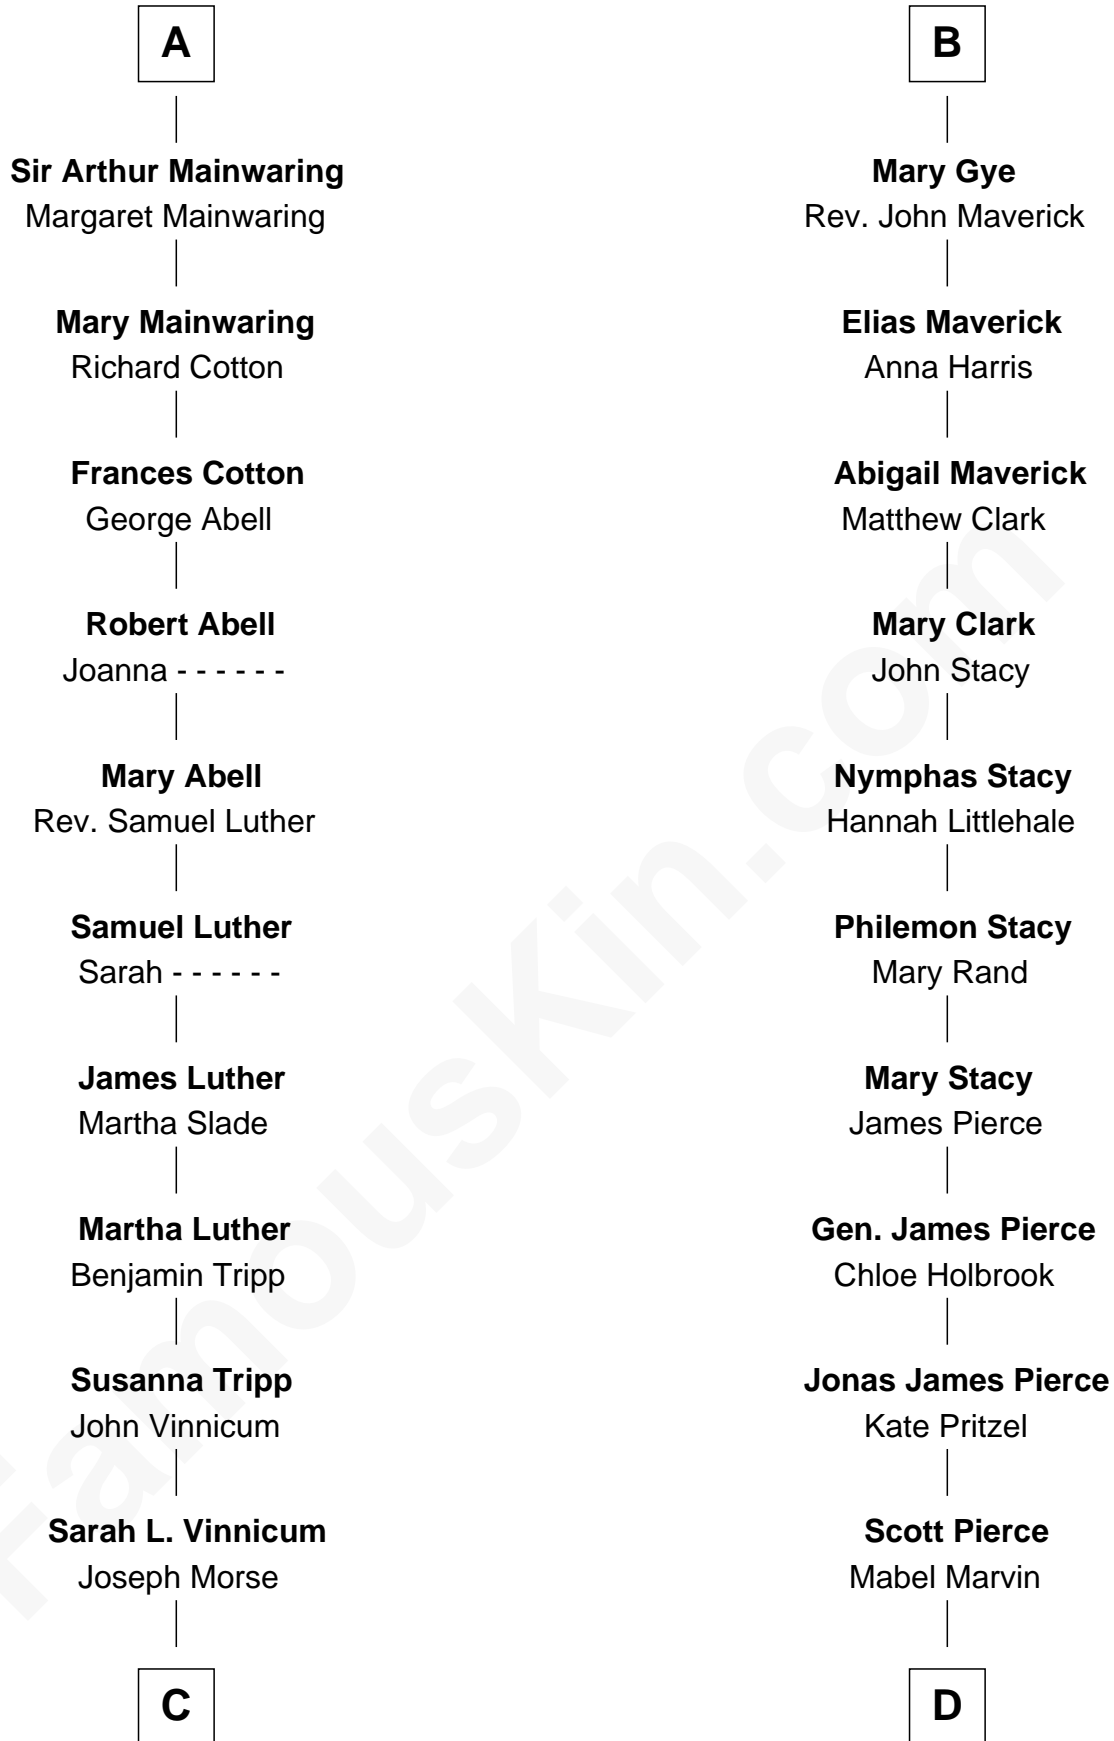 A
Sir Arthur Mainwaring
Margaret Mainwaring
Mary Mainwaring
Richard Cotton
Frances Cotton
George Abell
Robert Abell
Joanna - - - - - -
Mary Abell
Rev. Samuel Luther
Samuel Luther
Sarah - - - - - -
James Luther
Martha Slade
Martha Luther
Benjamin Tripp
Susanna Tripp
John Vinnicum
Sarah L. Vinnicum
Joseph Morse
C
B
Mary Gye
Rev. John Maverick
Elias Maverick
Anna Harris
Abigail Maverick
Matthew Clark
Mary Clark
John Stacy
Nymphas Stacy
Hannah Littlehale
Philemon Stacy
Mary Rand
Mary Stacy
James Pierce
Gen. James Pierce
Chloe Holbrook
Jonas James Pierce
Kate Pritzel
Scott Pierce
Mabel Marvin
D
FamousKin.com